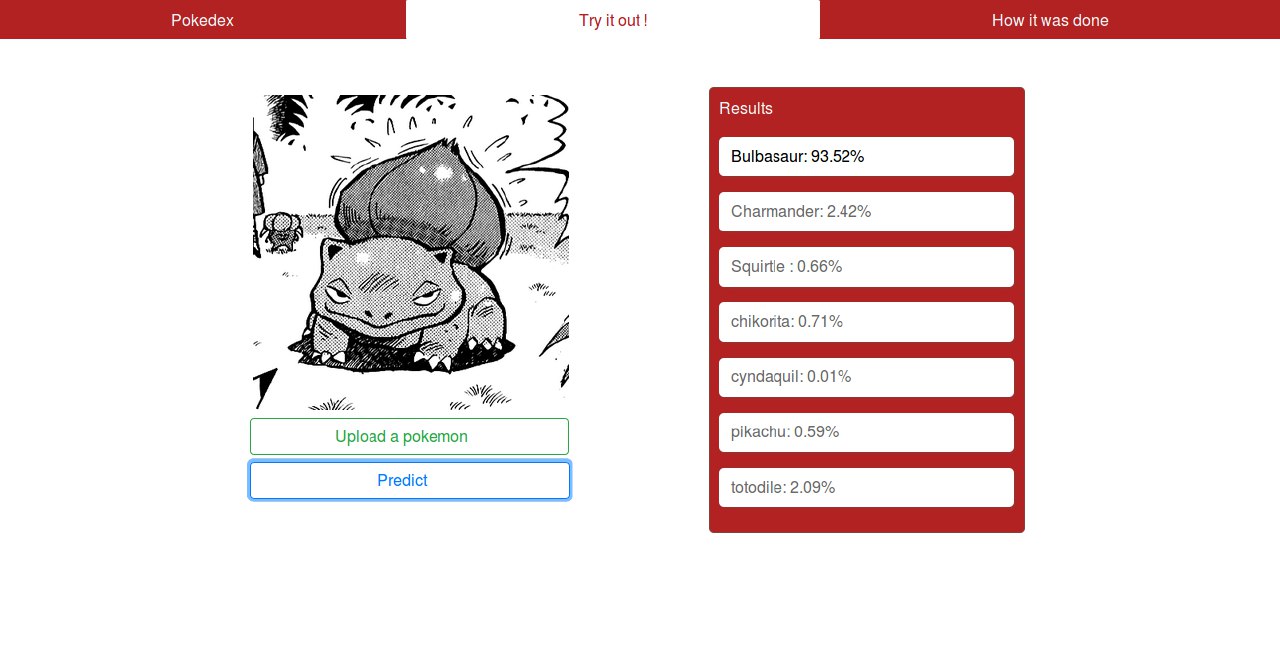 Pokedex
Try it out !
How it was done
Results
Bulbasaur: 93.52%
Charmander: 2.42%
Squirtle : 0.66%
chikorita: 0.71%
cyndaquil: 0.01%
pikachu: 0.59%
totodile: 2.09%
Upload a pokemon
Predict